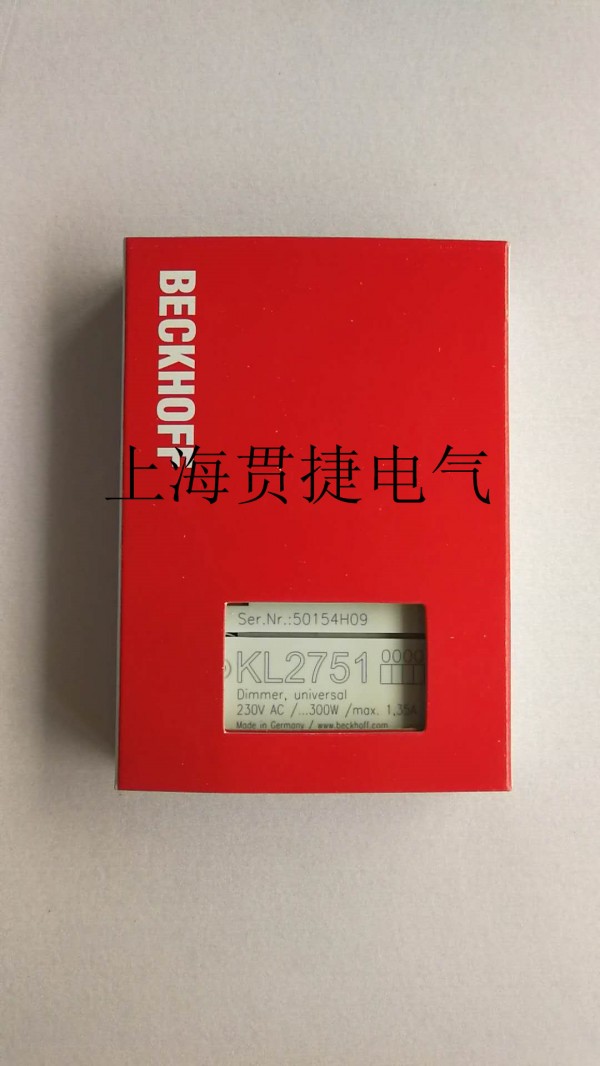 BECKHOFF
上海贯捷电气
Ser.Nr.:50154H09
KL2751
0000
Dimmer, universal
230V AC /...300W /max. 1,35A
Made in Germany / www.beckhoff.com